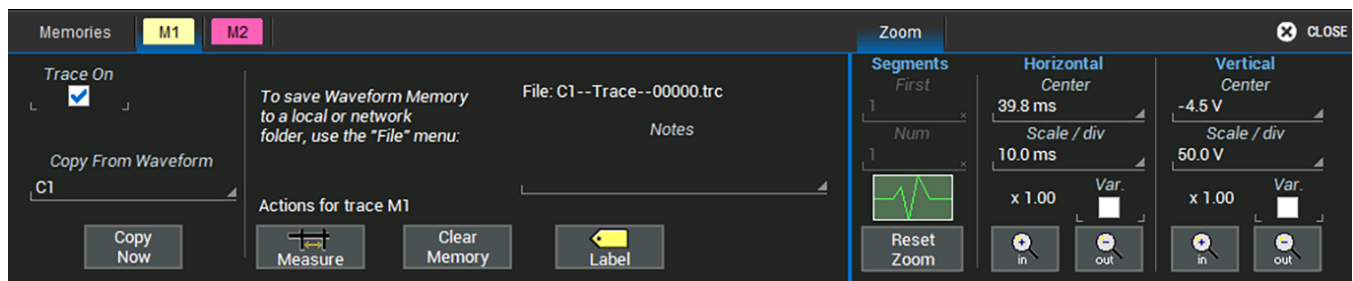 Memories M1 M2
Trace On
Copy From Waveform
C1
Copy
Now
To save Waveform Memory
to a local or network
folder, use the "File" menu:
Actions for trace M1
Measure
Clear
Memory
File: C1--Trace--00000.trc
Notes
Label
Zoom
CLOSE
Segments
First
1
Num
1
Reset
Zoom
Horizontal
Center
39.8 ms
Scale / div
10.0 ms
x 1.00
Var.
in
out
Vertical
Center
-4.5 V
Scale / div
50.0 V
x 1.00
Var.
in
out